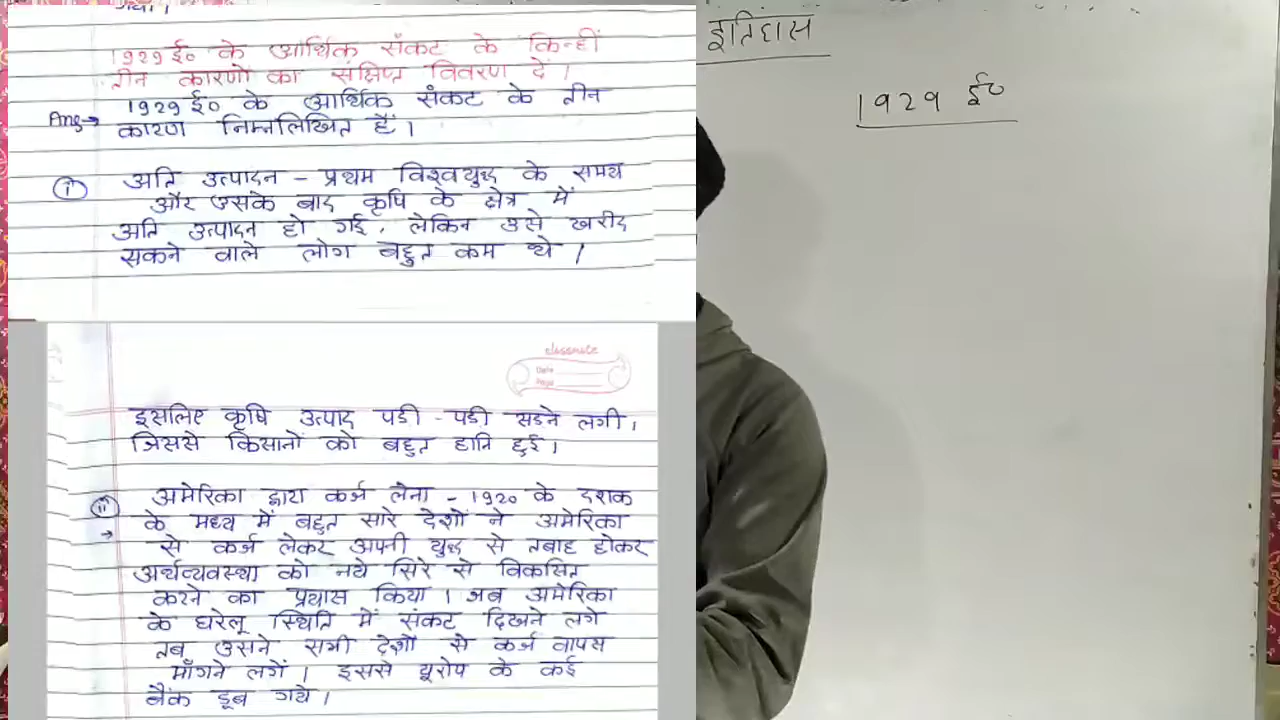 1929 ई० के आर्थिक संकट के किन्हीं
तीन कारणों का संक्षिप्त विवरण दें।
Ans→ 1929 ई० के आर्थिक संकट के तीन
कारण निम्नलिखित हैं।
(i) अति उत्पादन - प्रथम विश्वयुद्ध के समय
और उसके बाद कृषि के क्षेत्र में
अति उत्पादन हो गई, लेकिन उसे खरीद
सकने वाले लोग बहुत कम थे।
classmate
Date
Page
इसलिए कृषि उत्पाद पड़ी - पड़ी सड़ने लगी,
जिससे किसानों को बहुत हानि हुई।
(ii) अमेरिका द्वारा कर्ज लेना - 1920 के दशक
→ के मध्य में बहुत सारे देशों ने अमेरिका
से कर्ज लेकर अपनी युद्ध से तबाह होकर
अर्थव्यवस्था को नये सिरे से विकसित
करने का प्रयास किया। जब अमेरिका
के घरेलू स्थिति में संकट दिखने लगे
तब उसने सभी देशों से कर्ज वापस
माँगने लगें। इससे यूरोप के कई
बैंक डूब गये।
इतिहास
1929 ई०